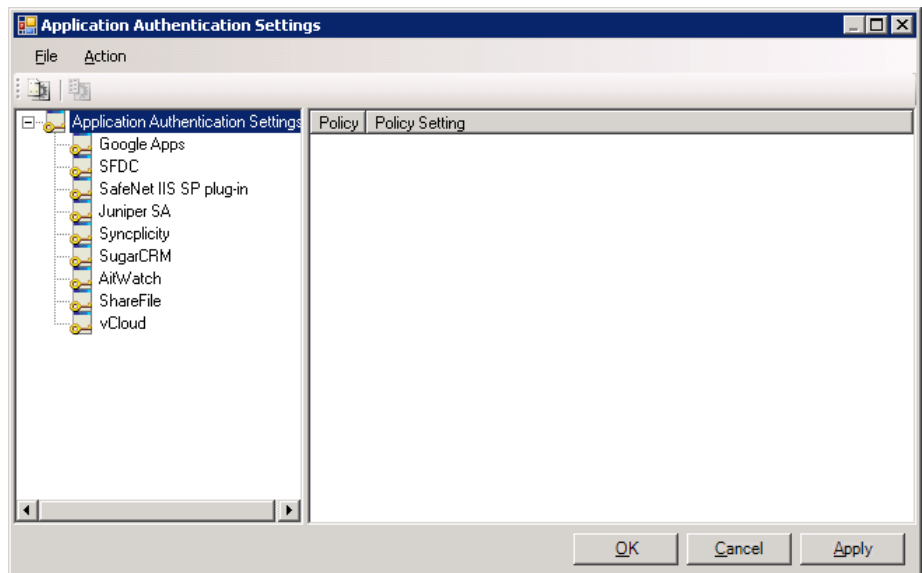 Application Authentication Settings
File Action
Application Authentication Settings
Policy Policy Setting
Google Apps
SFDC
SafeNet IIS SP plug-in
Juniper SA
Syncplicity
SugarCRM
AitWatch
ShareFile
vCloud
OK Cancel Apply